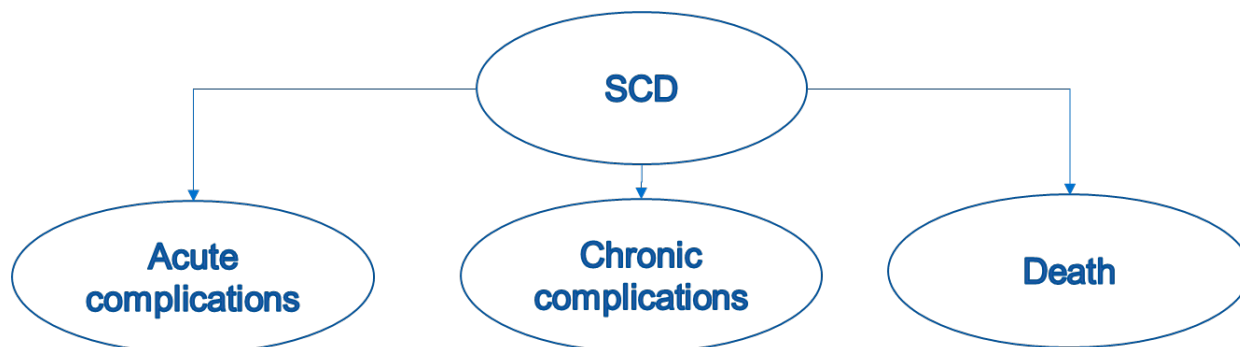 SCD
Acute
complications
Chronic
complications
Death